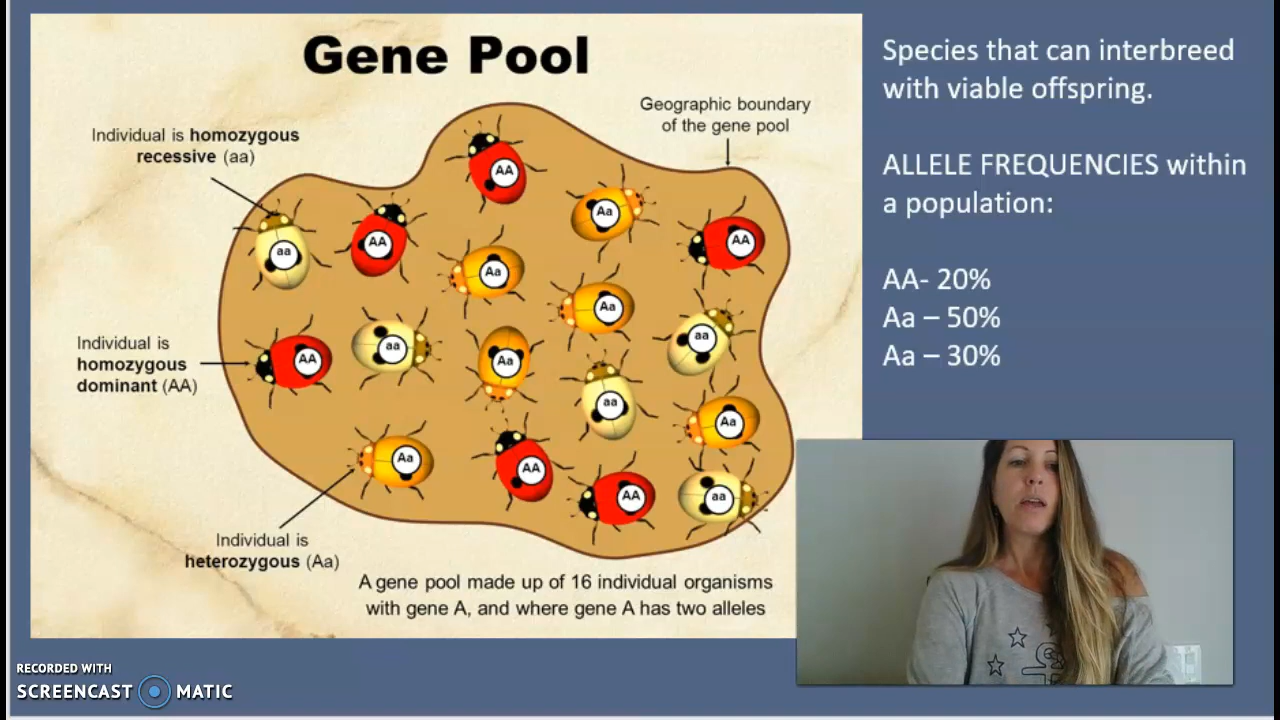 Gene Pool
Individual is homozygous
recessive (aa)
Geographic boundary
of the gene pool
AA
Aa
aa
AA
AA
Aa
Aa
aa
Individual is
homozygous
dominant (AA)
AA
aa
Aa
aa
Aa
Aa
AA
AA
aa
Individual is
heterozygous (Aa)
A gene pool made up of 16 individual organisms
with gene A, and where gene A has two alleles
Species that can interbreed
with viable offspring.
ALLELE FREQUENCIES within
a population:
AA- 20%
Aa – 50%
Aa – 30%
RECORDED WITH
SCREENCAST MATIC